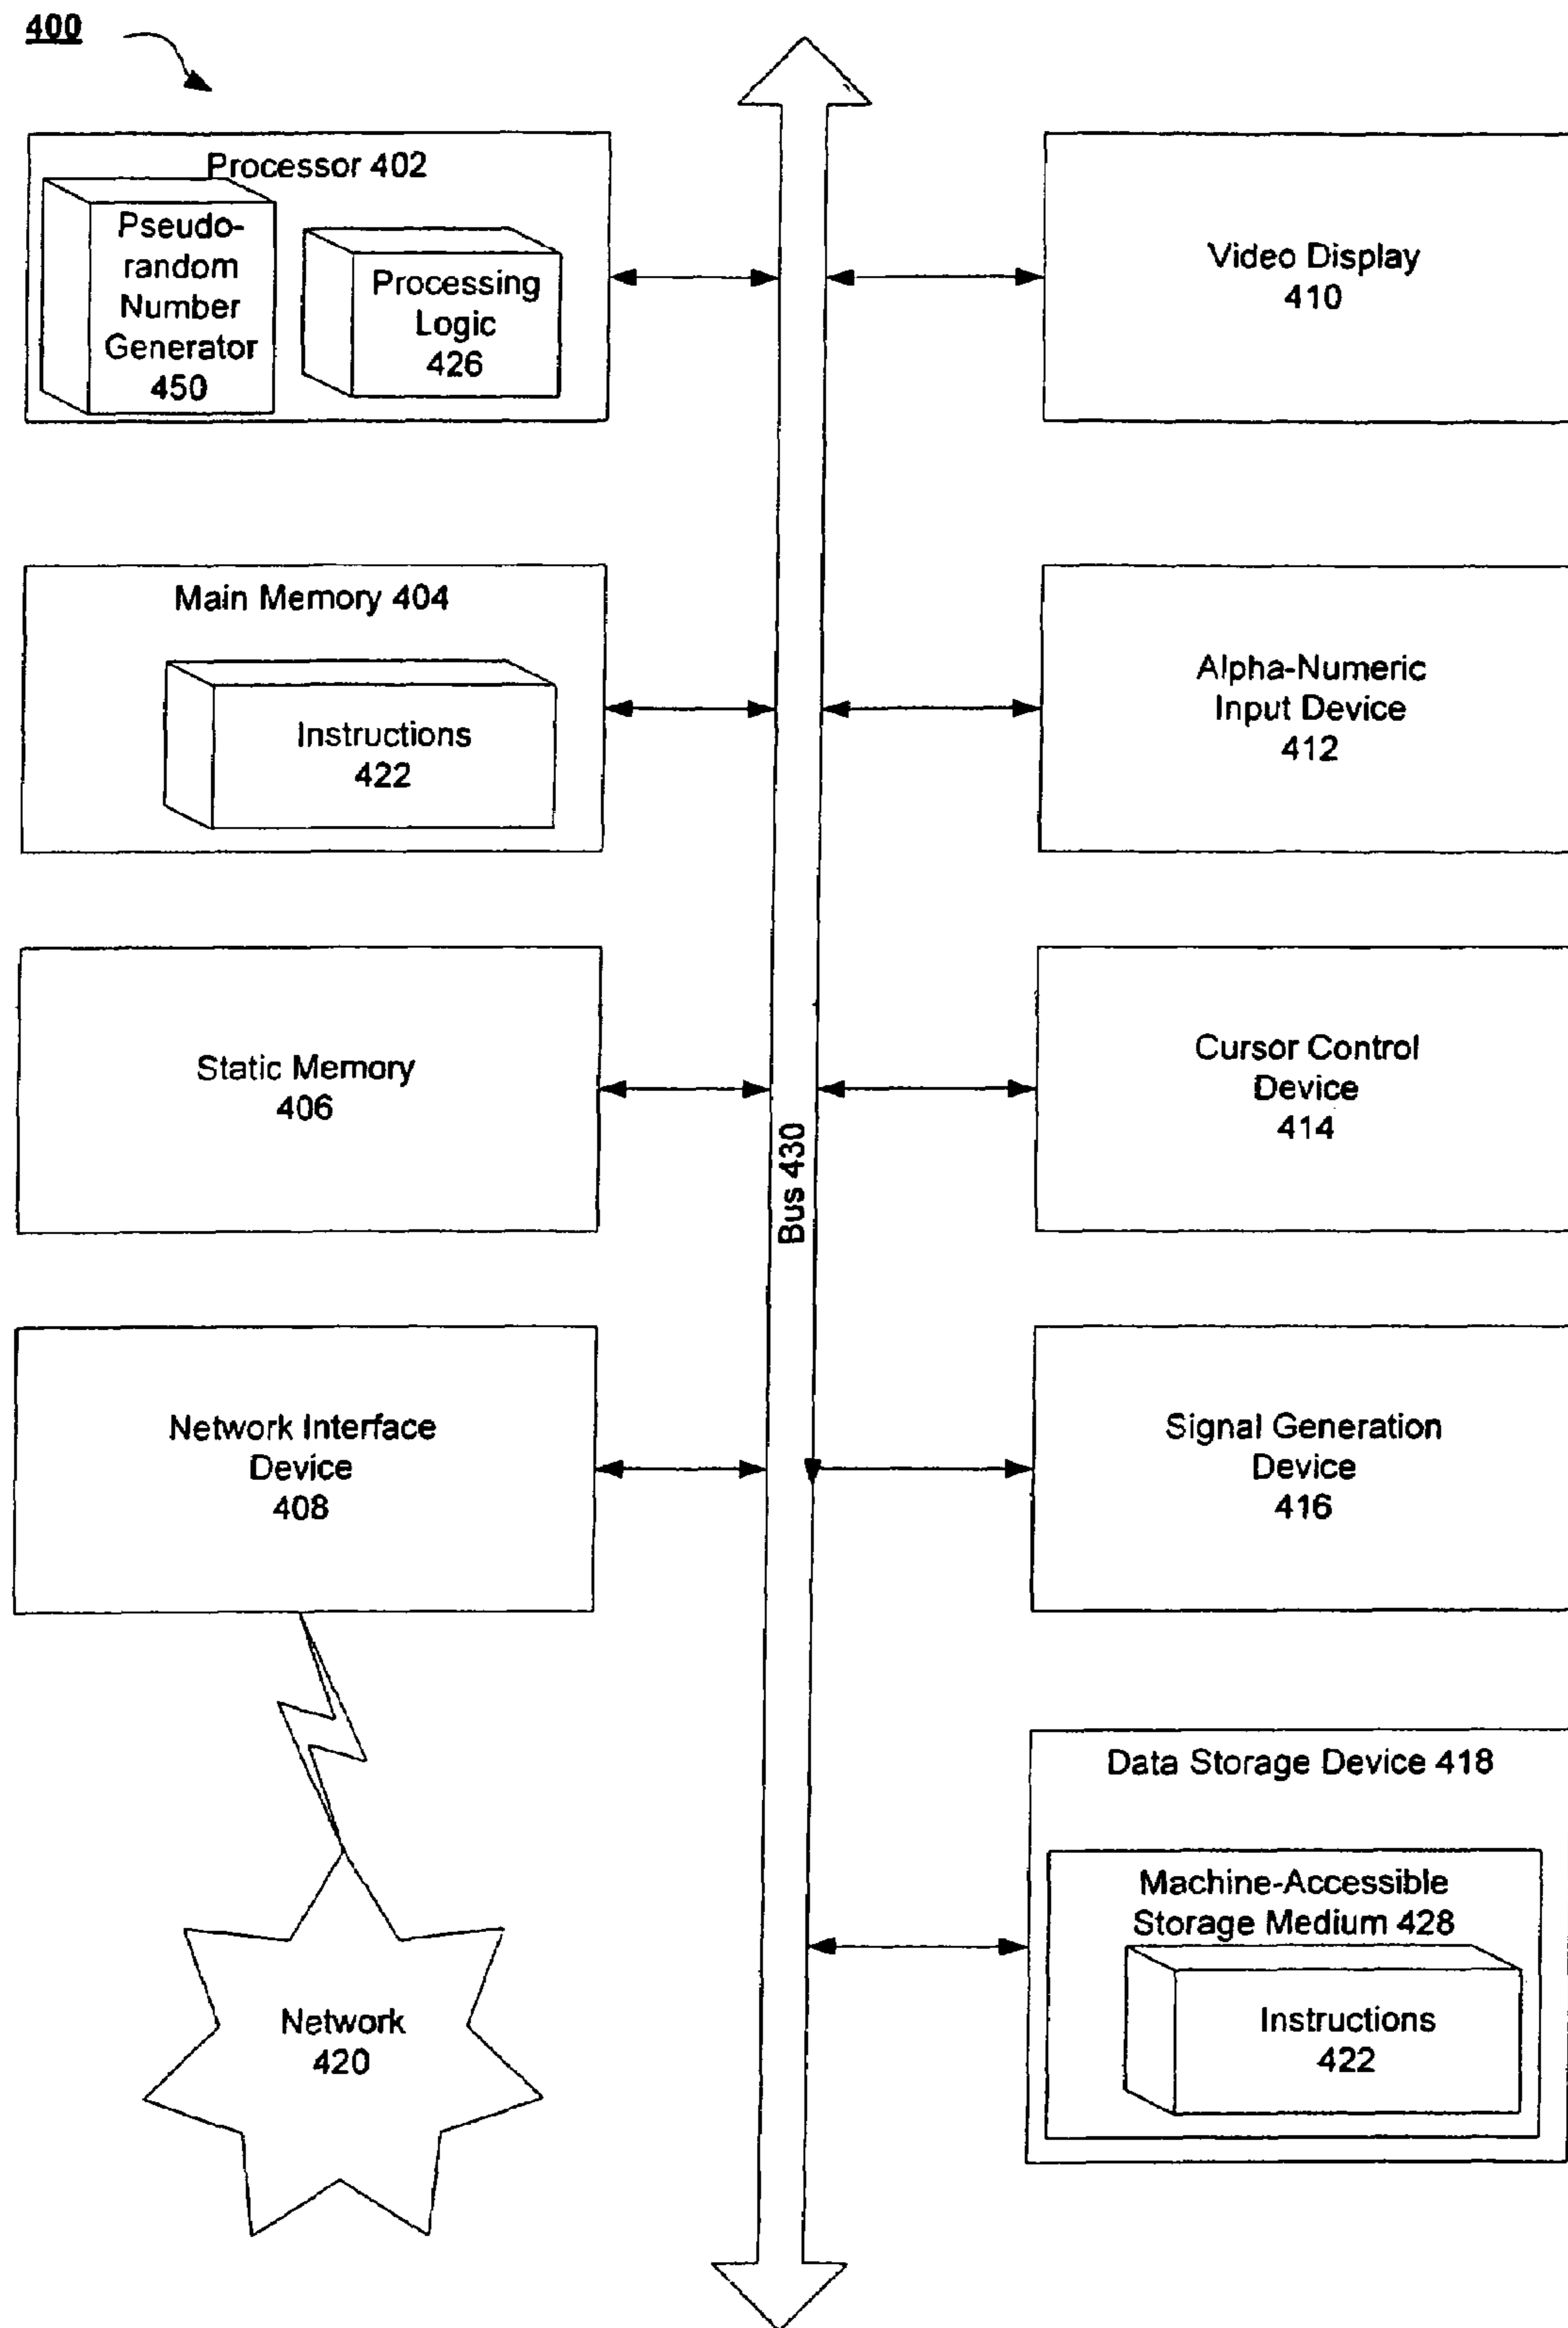 400
Processor 402
Pseudo-
random
Number
Generator
450
Processing
Logic
426
Video Display
410
Main Memory 404
Instructions
422
Alpha-Numeric
Input Device
412
Static Memory
406
Cursor Control
Device
414
Bus 430
Network Interface
Device
408
Signal Generation
Device
416
Data Storage Device 418
Machine-Accessible
Storage Medium 428
Instructions
422
Network
420